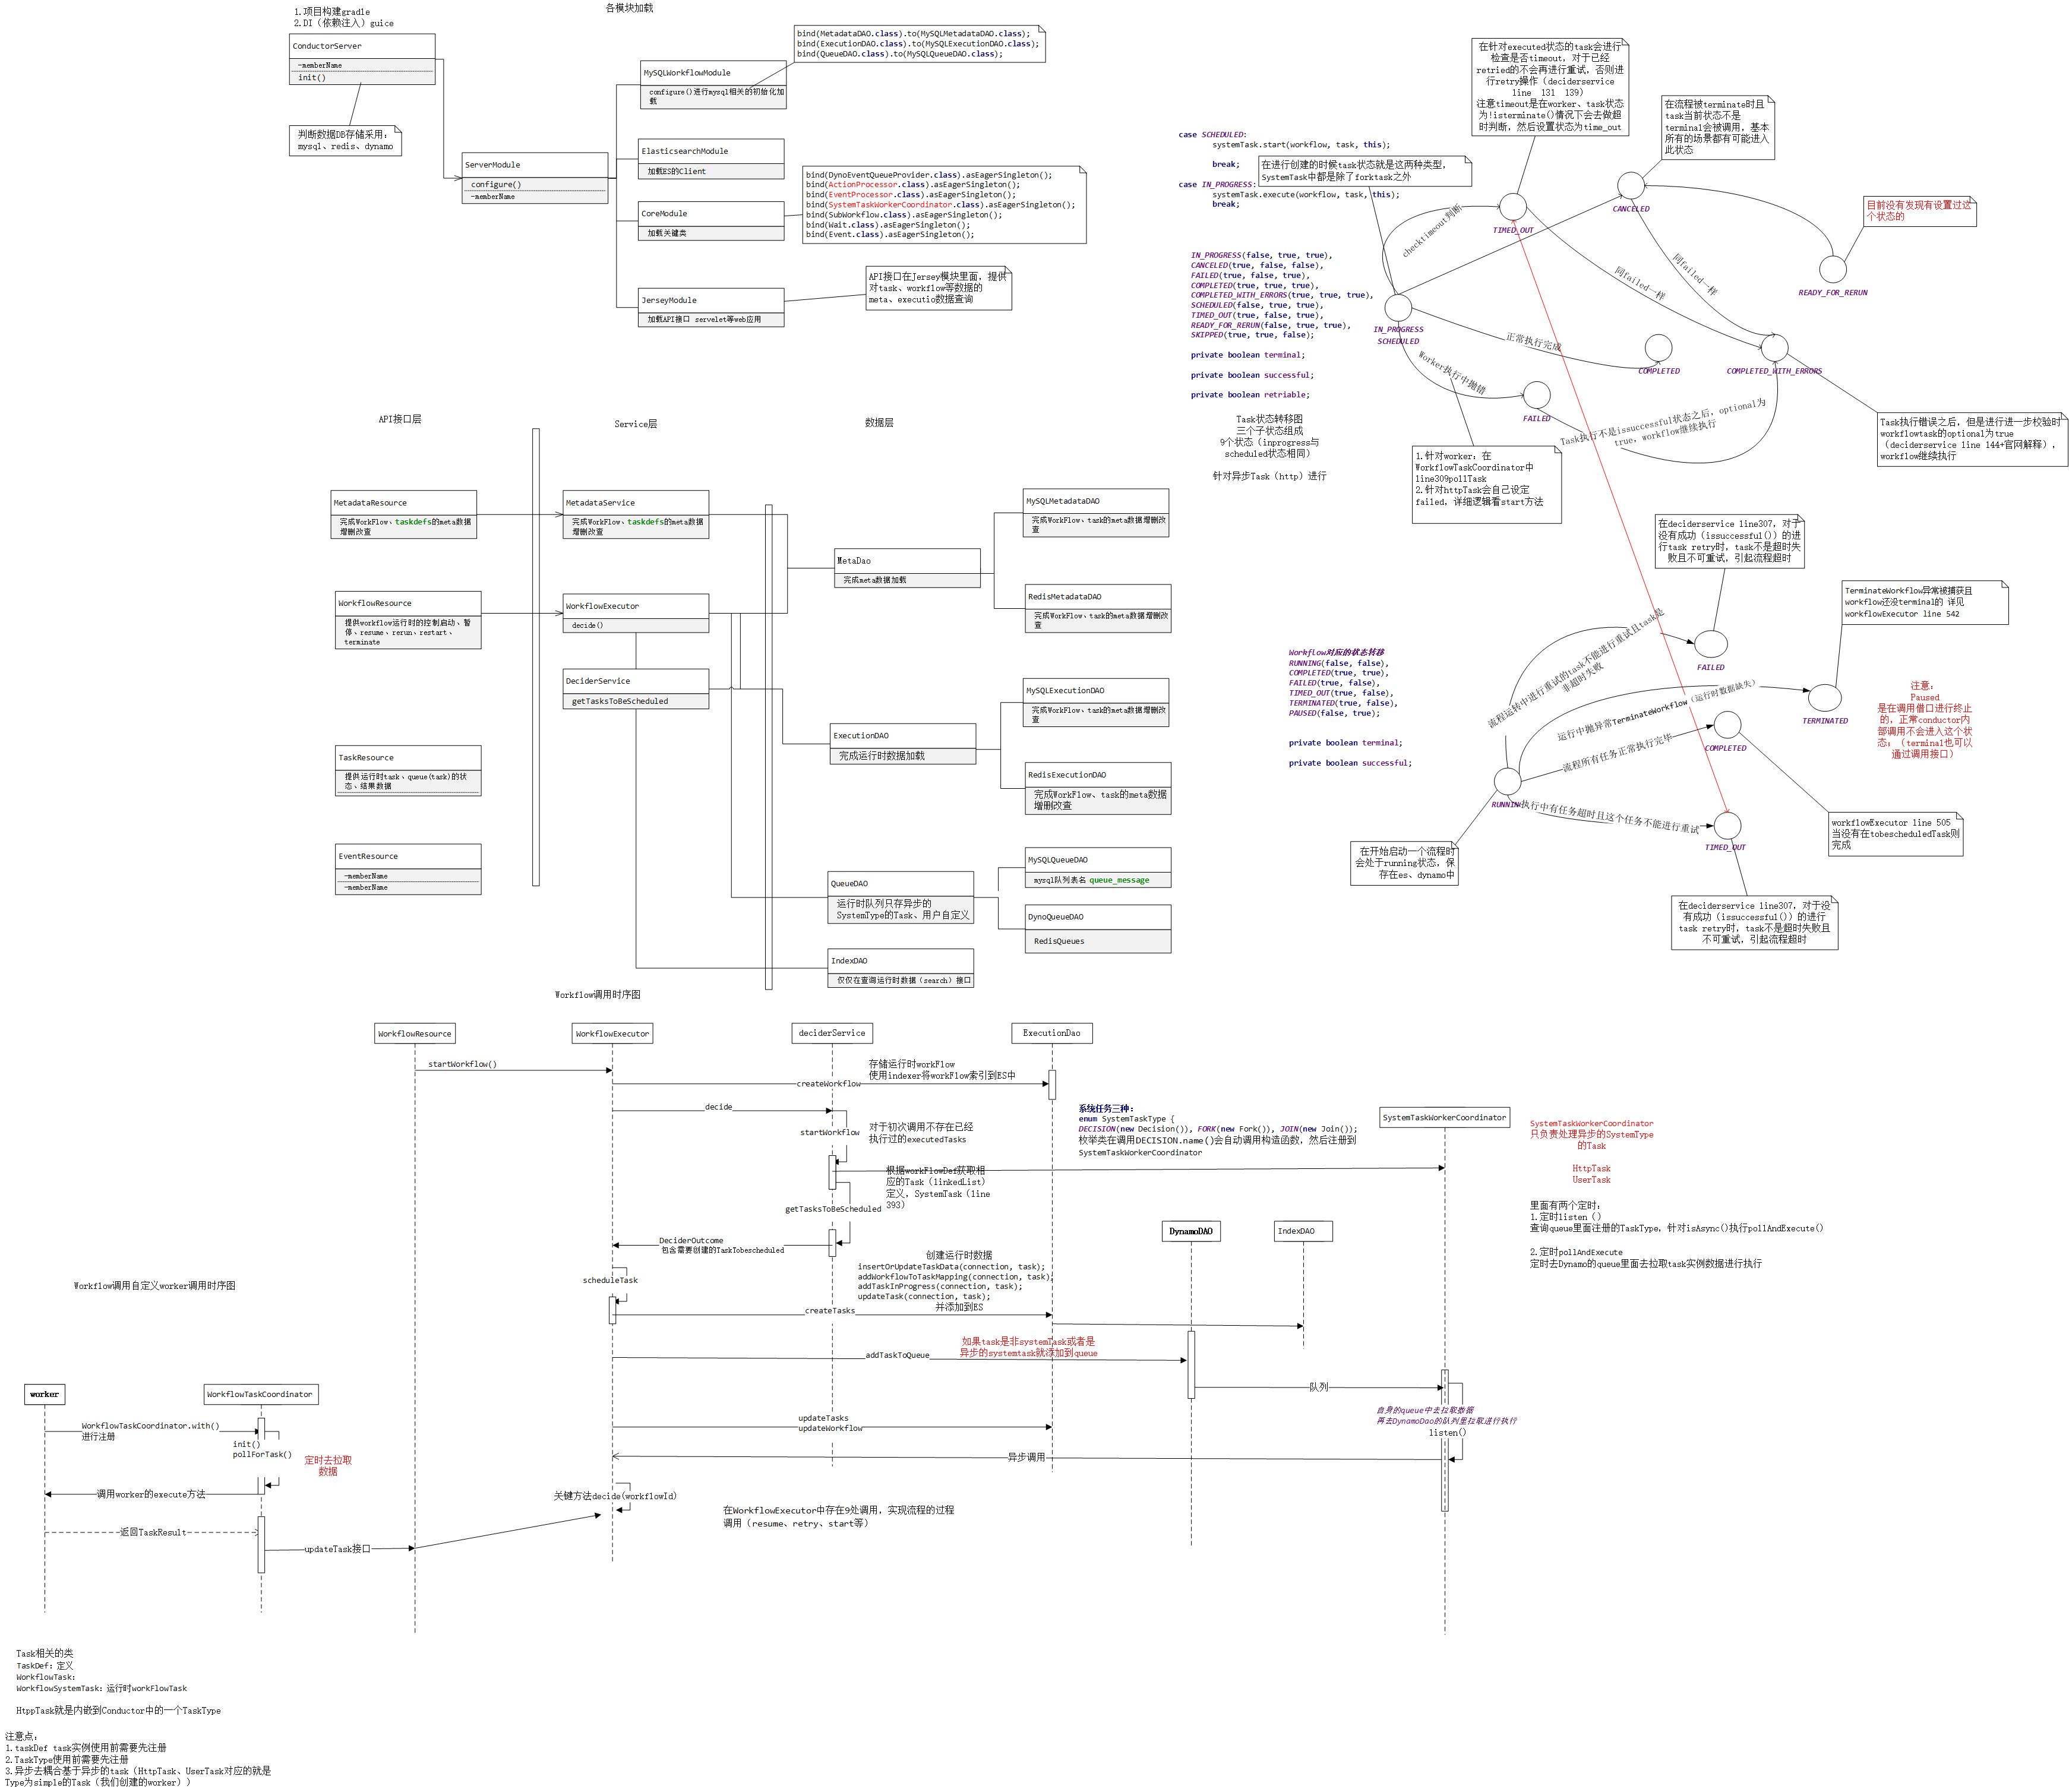 1.项目构建gradle
2.DI（依赖注入）guice
各模块加载
ConductorServer
-memberName
init()
判断数据DB存储采用：
mysql、redis、dynamo
ServerModule
configure()
-memberName
MySQLWorkflowModule
configure()进行mysql相关的初始化加
载
bind(MetadataDAO.class).to(MySQLMetadataDAO.class);
bind(ExecutionDAO.class).to(MySQLExecutionDAO.class);
bind(QueueDAO.class).to(MySQLQueueDAO.class);
ElasticsearchModule
加载ES的Client
CoreModule
加载关键类
bind(DynoEventQueueProvider.class).asEagerSingleton();
bind(ActionProcessor.class).asEagerSingleton();
bind(EventProcessor.class).asEagerSingleton();
bind(SystemTaskWorkerCoordinator.class).asEagerSingleton();
bind(SubWorkflow.class).asEagerSingleton();
bind(Wait.class).asEagerSingleton();
bind(Event.class).asEagerSingleton();
JerseyModule
加载API接口 servelet等web应用
API接口在Jersey模块里面，提供
对task、workflow等数据的
meta、executio数据查询
case SCHEDULED:
systemTask.start(workflow, task, this);
break;
case IN_PROGRESS:
systemTask.execute(workflow, task, this);
break;
在进行创建的时候task状态就是这两种类型，
SystemTask中都是除了forktask之外
在针对executed状态的task会进行
检查是否timeout，对于已经
retried的不会再进行重试，否则进
行retry操作（deciderservice
line 131 139）
注意timeout是在worker、task状态
为!isterminate()情况下会去做超
时判断，然后设置状态为time_out
在流程被terminate时且
task当前状态不是
terminal会被调用，基本
所有的场景都有可能进入
此状态
目前没有发现有设置过这
个状态的
IN_PROGRESS(false, true, true),
CANCELED(true, false, false),
FAILED(true, false, true),
COMPLETED(true, true, true),
COMPLETED_WITH_ERRORS(true, true, true),
SCHEDULED(false, true, true),
TIMED_OUT(true, false, true),
READY_FOR_RERUN(false, true, true),
SKIPPED(true, true, false);
private boolean terminal;
private boolean successful;
private boolean retriable;
Task状态转移图
三个子状态组成
9个状态（inprogress与
scheduled状态相同）
针对异步Task（http）进行
checktimeout判断
TIMED_OUT
CANCELED
READY_FOR_RERUN
IN_PROGRESS
SCHEDULED
同failed一样
同failed一样
正常执行完成
COMPLETED
COMPLETED_WITH_ERRORS
Worker执行中抛错
FAILED
Task执行不是issuccessful状态之后，optional为
true，workflow继续执行
1.针对worker：在
WorkflowTaskCoordinator中
line309pollTask
2.针对httpTask会自己设定
failed，详细逻辑看start方法
Task执行错误之后，但是进行进一步校验时
workflowtask的optional为true
（deciderservice line 144+官网解释），
workflow继续执行
API接口层
Service层
数据层
MetadataResource
完成WorkFlow、taskdefs的meta数据
增删改查
MetadataService
完成WorkFlow、taskdefs的meta数据
增删改查
WorkflowResource
提供workflow运行时的控制启动、暂
停、resume、rerun、restart、
terminate
WorkflowExecutor
decide()
DeciderService
getTasksToBeScheduled
TaskResource
提供运行时task、queue(task)的状
态、结果数据
EventResource
-memberName
-memberName
MetaDao
完成meta数据加载
ExecutionDAO
完成运行时数据加载
QueueDAO
运行时队列只存异步的
SystemType的Task、用户自定义
IndexDAO
仅仅在查询运行时数据（search）接口
MySQLMetadataDAO
完成WorkFlow、task的meta数据增删改
查
RedisMetadataDAO
完成WorkFlow、task的meta数据增删改
查
MySQLExecutionDAO
完成WorkFlow、task的meta数据增删改
查
RedisExecutionDAO
完成WorkFlow、task的meta数据
增删改查
MySQLQueueDAO
mysql队列表名 queue_message
DynoQueueDAO
RedisQueues
在deciderservice line307，对于
没有成功（issuccessful()）的进
行task retry时，task不是超时失
败且不可重试，引起流程超时
TerminateWorkflow异常被捕获且
workflow还没terminal的 详见
workflowExecutor line 542
Workflow对应的状态转移
RUNNING(false, false),
COMPLETED(true, true),
FAILED(true, false),
TIMED_OUT(true, false),
TERMINATED(true, false),
PAUSED(false, true);
private boolean terminal;
private boolean successful;
流程运转中进行重试的task不能进行重试且task是
非超时失败
FAILED
运行中抛异常TerminateWorkflow（运行时数据缺失）
TERMINATED
流程所有任务正常执行完毕
COMPLETED
RUNNIN
执行中有任务超时且这个任务不能进行重试
TIMED_OUT
注意：
Paused
是在调用借口进行终止
的，正常conductor内
部调用不会进入这个状
态；（terminal也可以
通过调用接口）
在开始启动一个流程时
会处于running状态，保
存在es、dynamo中
workflowExecutor line 505
当没有在tobescheduledTask则
完成
在deciderservice line307，对于没
有成功（issuccessful()）的进行
task retry时，task不是超时失败且
不可重试，引起流程超时
Workflow调用时序图
WorkflowResource
WorkflowExecutor
deciderService
ExecutionDao
startWorkflow()
存储运行时workFlow
使用indexer将workFlow索引到ES中
createWorkflow
decide
startWorkflow
对于初次调用不存在已经
执行过的executedTasks
系统任务三种：
enum SystemTaskType {
DECISION(new Decision()), FORK(new Fork()), JOIN(new Join());
枚举类在调用DECISION.name()会自动调用构造函数，然后注册到
SystemTaskWorkerCoordinator
SystemTaskWorkerCoordinator
SystemTaskWorkerCoordinator
只负责处理异步的SystemType
的Task
HttpTask
UserTask
根据workFlowDef获取相
应的Task（linkedList）
定义，SystemTask（line
393）
getTasksToBeScheduled
里面有两个定时：
1.定时listen（）
查询queue里面注册的TaskType，针对isAsync()执行pollAndExecute()
2.定时pollAndExecute
定时去Dynamo的queue里面去拉取task实例数据进行执行
DynamoDAO
IndexDAO
DeciderOutcome
包含需要创建的TaskTobescheduled
创建运行时数据
insertOrUpdateTaskData(connection, task);
addWorkflowToTaskMapping(connection, task);
addTaskInProgress(connection, task);
updateTask(connection, task);
并添加到ES
scheduleTask
createTasks
Workflow调用自定义worker调用时序图
如果task是非systemTask或者是
异步的systemtask就添加到queue
addTaskToQueue
队列
worker
WorkflowTaskCoordinator
WorkflowTaskCoordinator.with()
进行注册
init()
pollForTask()
定时去拉取
数据
调用worker的execute方法
返回TaskResult
updateTask接口
updateTasks
updateWorkflow
自身的queue中去拉取数据
再去DynamoDao的队列里拉取进行执行
listen()
异步调用
关键方法decide(workflowId)
在WorkflowExecutor中存在9处调用，实现流程的过程
调用（resume、retry、start等）
Task相关的类
TaskDef：定义
WorkflowTask：
WorkflowSystemTask：运行时workFlowTask
HtppTask就是内嵌到Conductor中的一个TaskType
注意点：
1.taskDef task实例使用前需要先注册
2.TaskType使用前需要先注册
3.异步去耦合基于异步的task（HttpTask、UserTask对应的就是
Type为simple的Task（我们创建的worker））